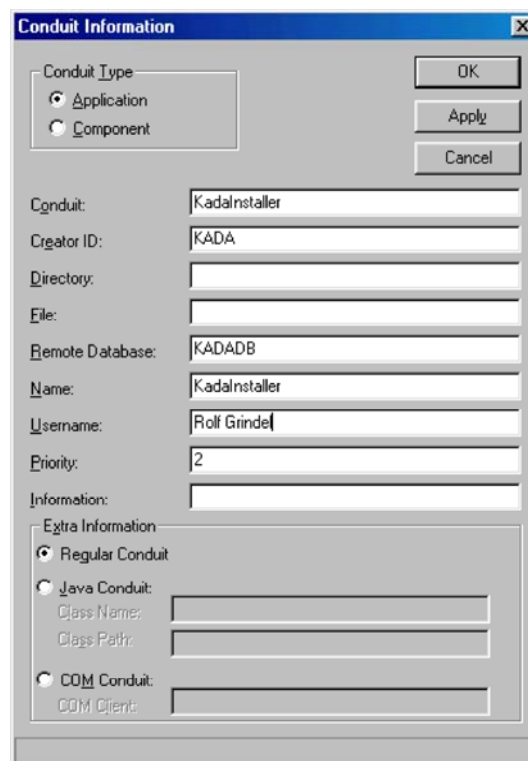 Conduit Information
Conduit Type
Application
Component
OK
Apply
Cancel
Conduit: KadaInstaller
Creator ID: KADA
Directory:
File:
Remote Database: KADADB
Name: KadaInstaller
Username: Rolf Grindel
Priority: 2
Information:
Extra Information
Regular Conduit
Java Conduit:
Class Name:
Class Path:
COM Conduit:
COM Client: